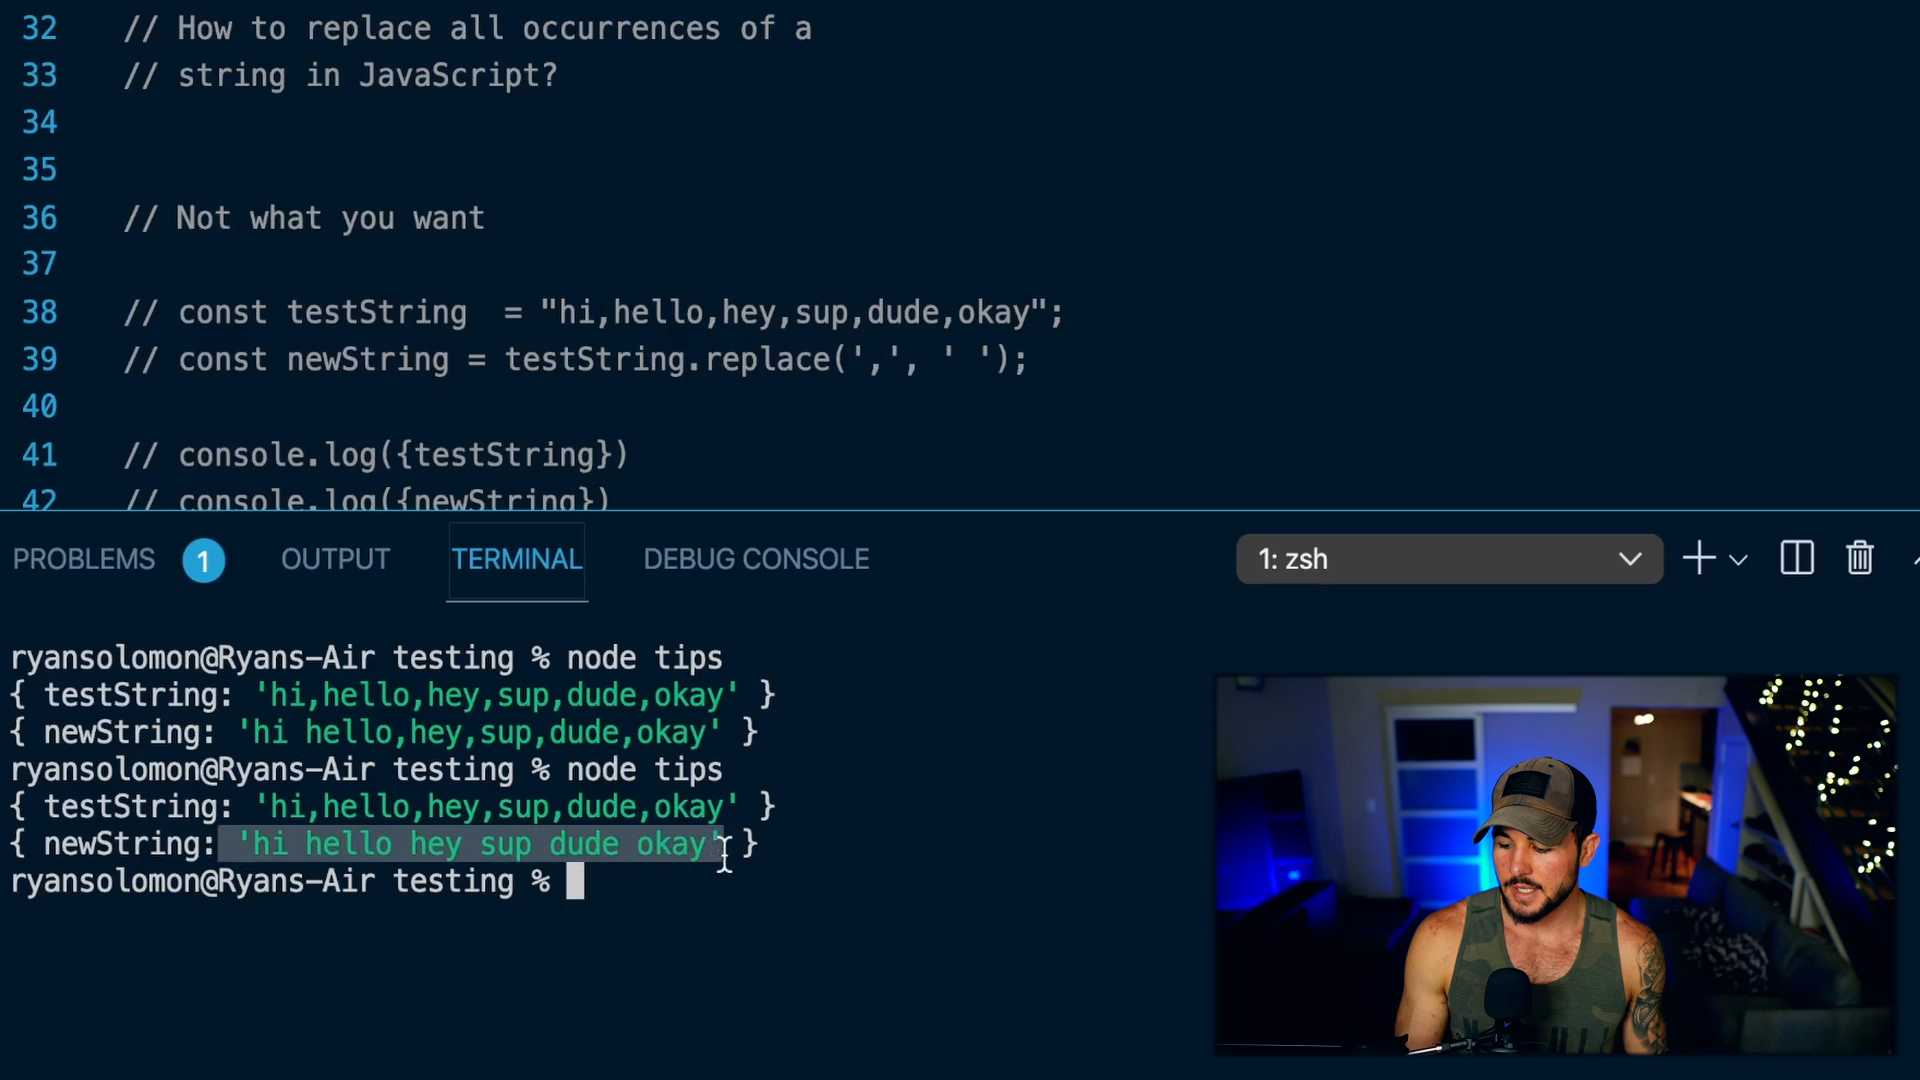 32 // How to replace all occurrences of a
33 // string in JavaScript?
34
35
36 // Not what you want
37
38 // const testString  = "hi,hello,hey,sup,dude,okay";
39 // const newString = testString.replace(',', ' ');
40
41 // console.log({testString})
42 // console.log({newString})
PROBLEMS 1 OUTPUT TERMINAL DEBUG CONSOLE 1: zsh
ryansolomon@Ryans-Air testing % node tips
{ testString: 'hi,hello,hey,sup,dude,okay' }
{ newString: 'hi hello,hey,sup,dude,okay' }
ryansolomon@Ryans-Air testing % node tips
{ testString: 'hi,hello,hey,sup,dude,okay' }
{ newString: 'hi hello hey sup dude okay' }
ryansolomon@Ryans-Air testing %